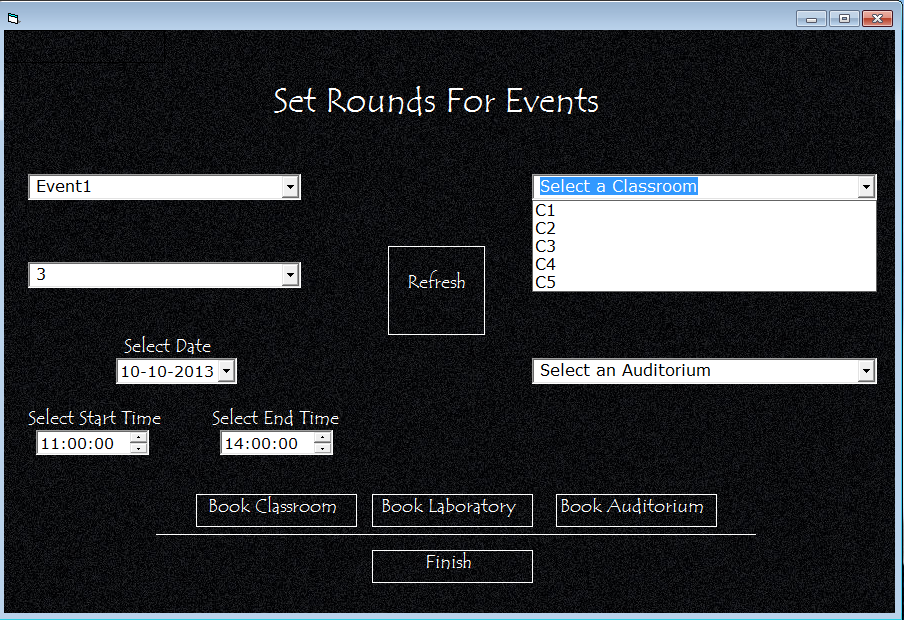 Set Rounds For Events
Event1
Select a Classroom
C1
C2
C3
C4
C5
3
Refresh
Select Date
10-10-2013
Select an Auditorium
Select Start Time
Select End Time
11:00:00
14:00:00
Book Classroom
Book Laboratory
Book Auditorium
Finish